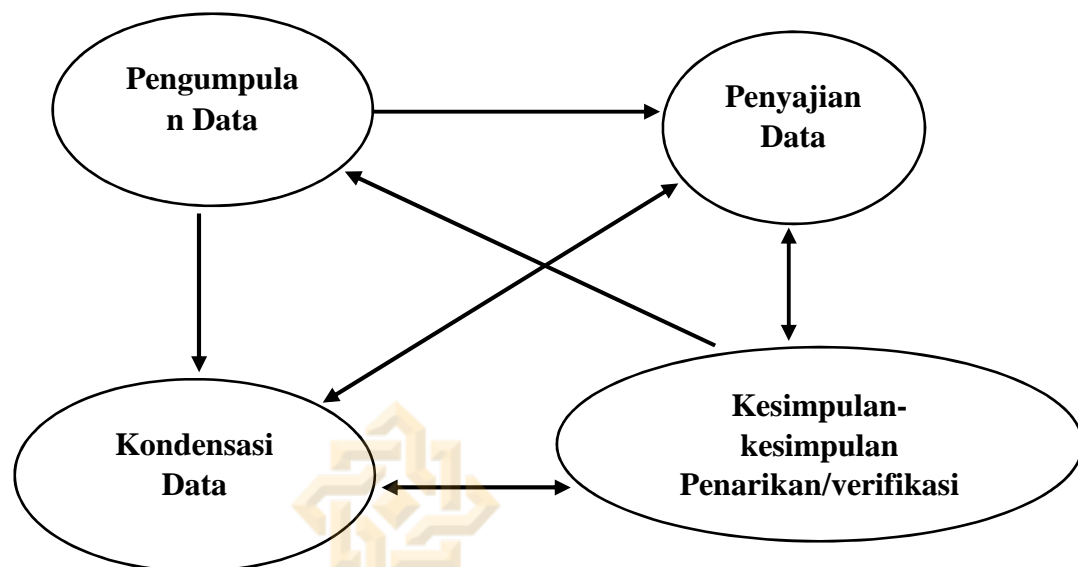 Pengumpula
n Data
Penyajian
Data
Kondensasi
Data
Kesimpulan-
kesimpulan
Penarikan/verifikasi